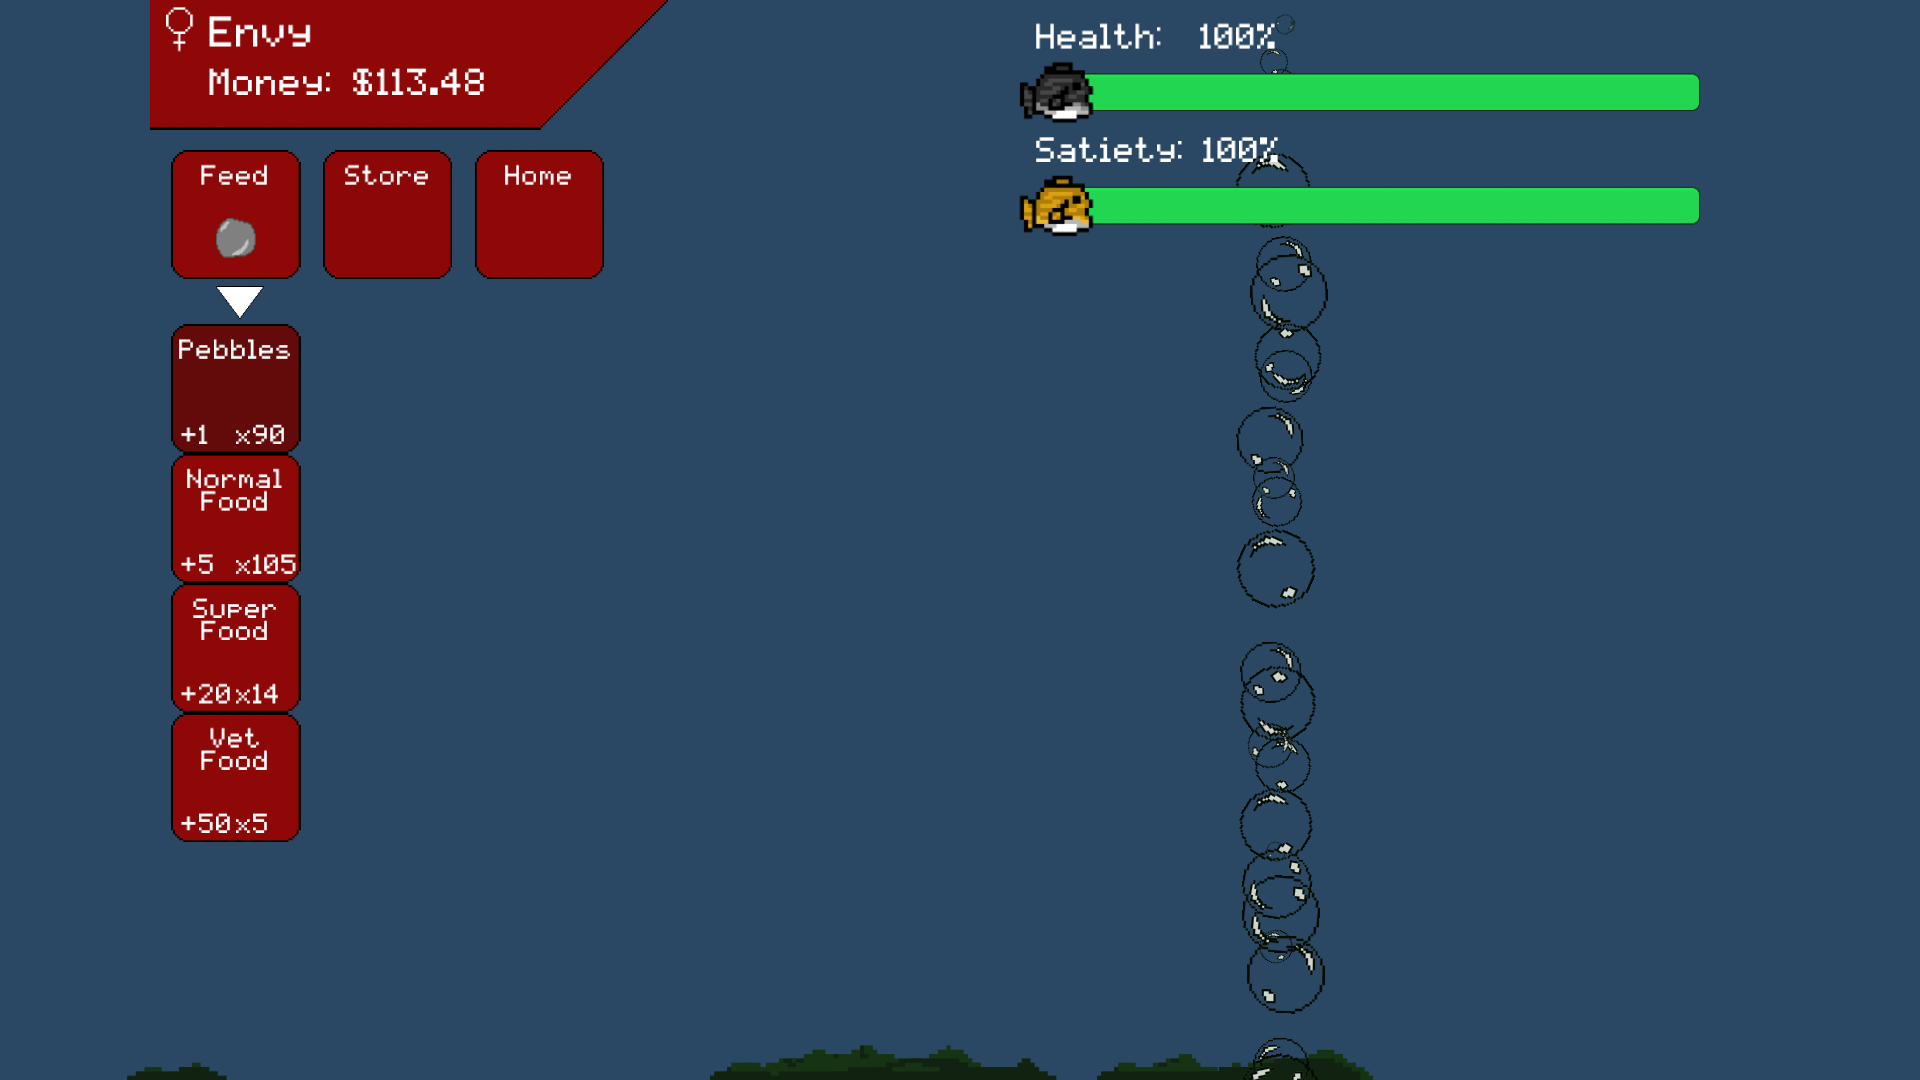 ♀ Envy
Money: $113.48
Health: 100%
Satiety: 100%
Feed
Store
Home
Pebbles
+1 x90
Normal
Food
+5 x105
Super
Food
+20x14
Vet
Food
+50x5